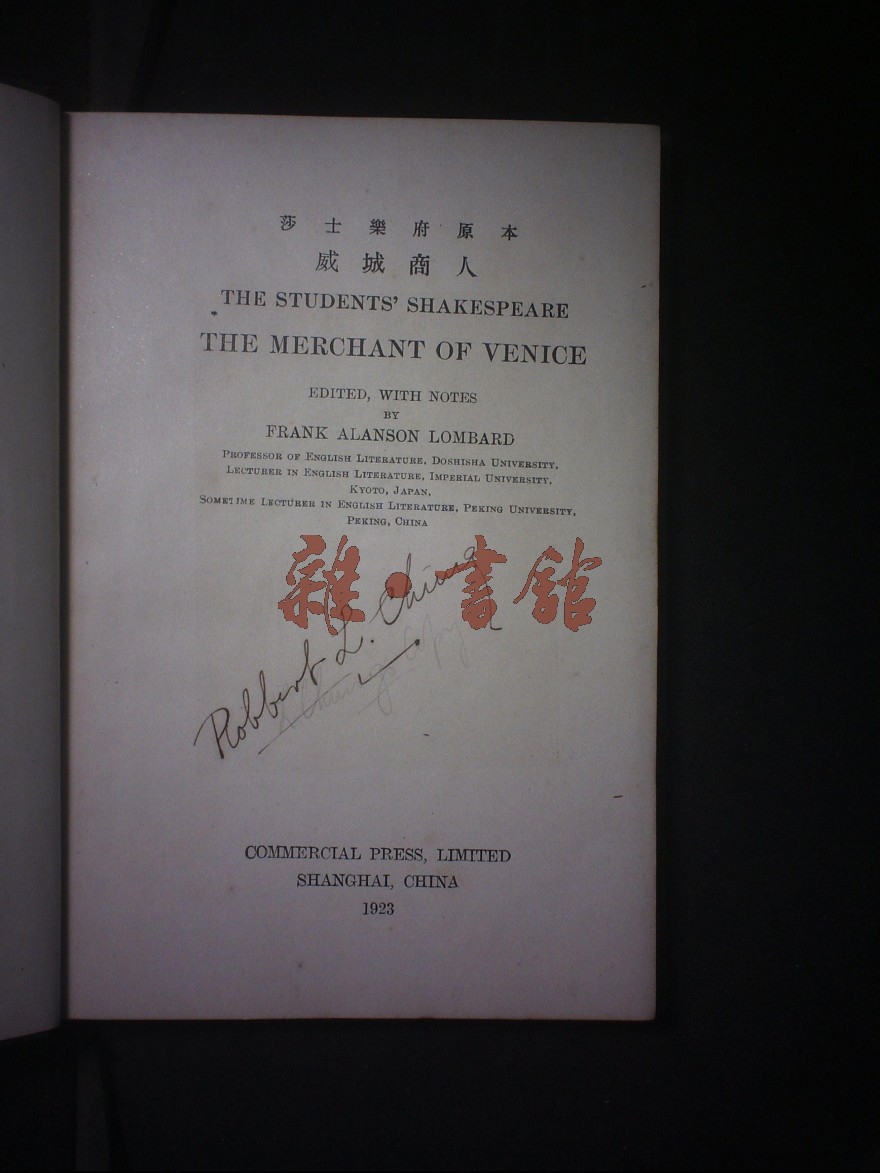 莎士樂府原本
威城商人
THE STUDENTS' SHAKESPEARE
THE MERCHANT OF VENICE
EDITED, WITH NOTES
BY
FRANK ALANSON LOMBARD
PROFESSOR OF ENGLISH LITERATURE, DOSHISHA UNIVERSITY,
LECTURER IN ENGLISH LITERATURE, IMPERIAL UNIVERSITY,
KYOTO, JAPAN,
SOMETIME LECTURER IN ENGLISH LITERATURE, PEKING UNIVERSITY,
PEKING, CHINA
雜·書館
Robbert L. Chiang
COMMERCIAL PRESS, LIMITED
SHANGHAI, CHINA
1923